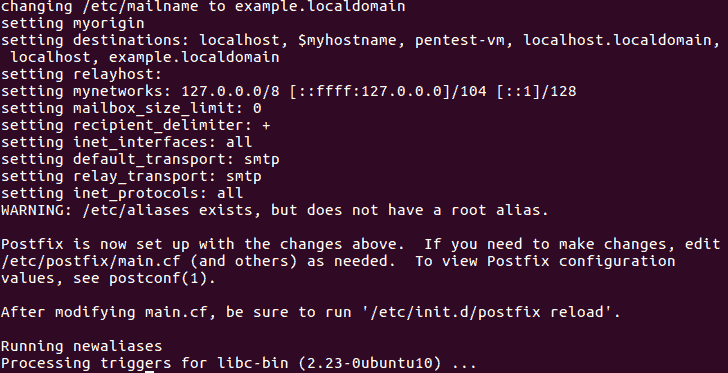 changing /etc/mailname to example.localdomain
setting myorigin
setting destinations: localhost, $myhostname, pentest-vm, localhost.localdomain,
 localhost, example.localdomain
setting relayhost:
setting mynetworks: 127.0.0.0/8 [::ffff:127.0.0.0]/104 [::1]/128
setting mailbox_size_limit: 0
setting recipient_delimiter: +
setting inet_interfaces: all
setting default_transport: smtp
setting relay_transport: smtp
setting inet_protocols: all
WARNING: /etc/aliases exists, but does not have a root alias.

Postfix is now set up with the changes above.  If you need to make changes, edit
/etc/postfix/main.cf (and others) as needed.  To view Postfix configuration
values, see postconf(1).

After modifying main.cf, be sure to run '/etc/init.d/postfix reload'.

Running newaliases
Processing triggers for libc-bin (2.23-0ubuntu10) ...